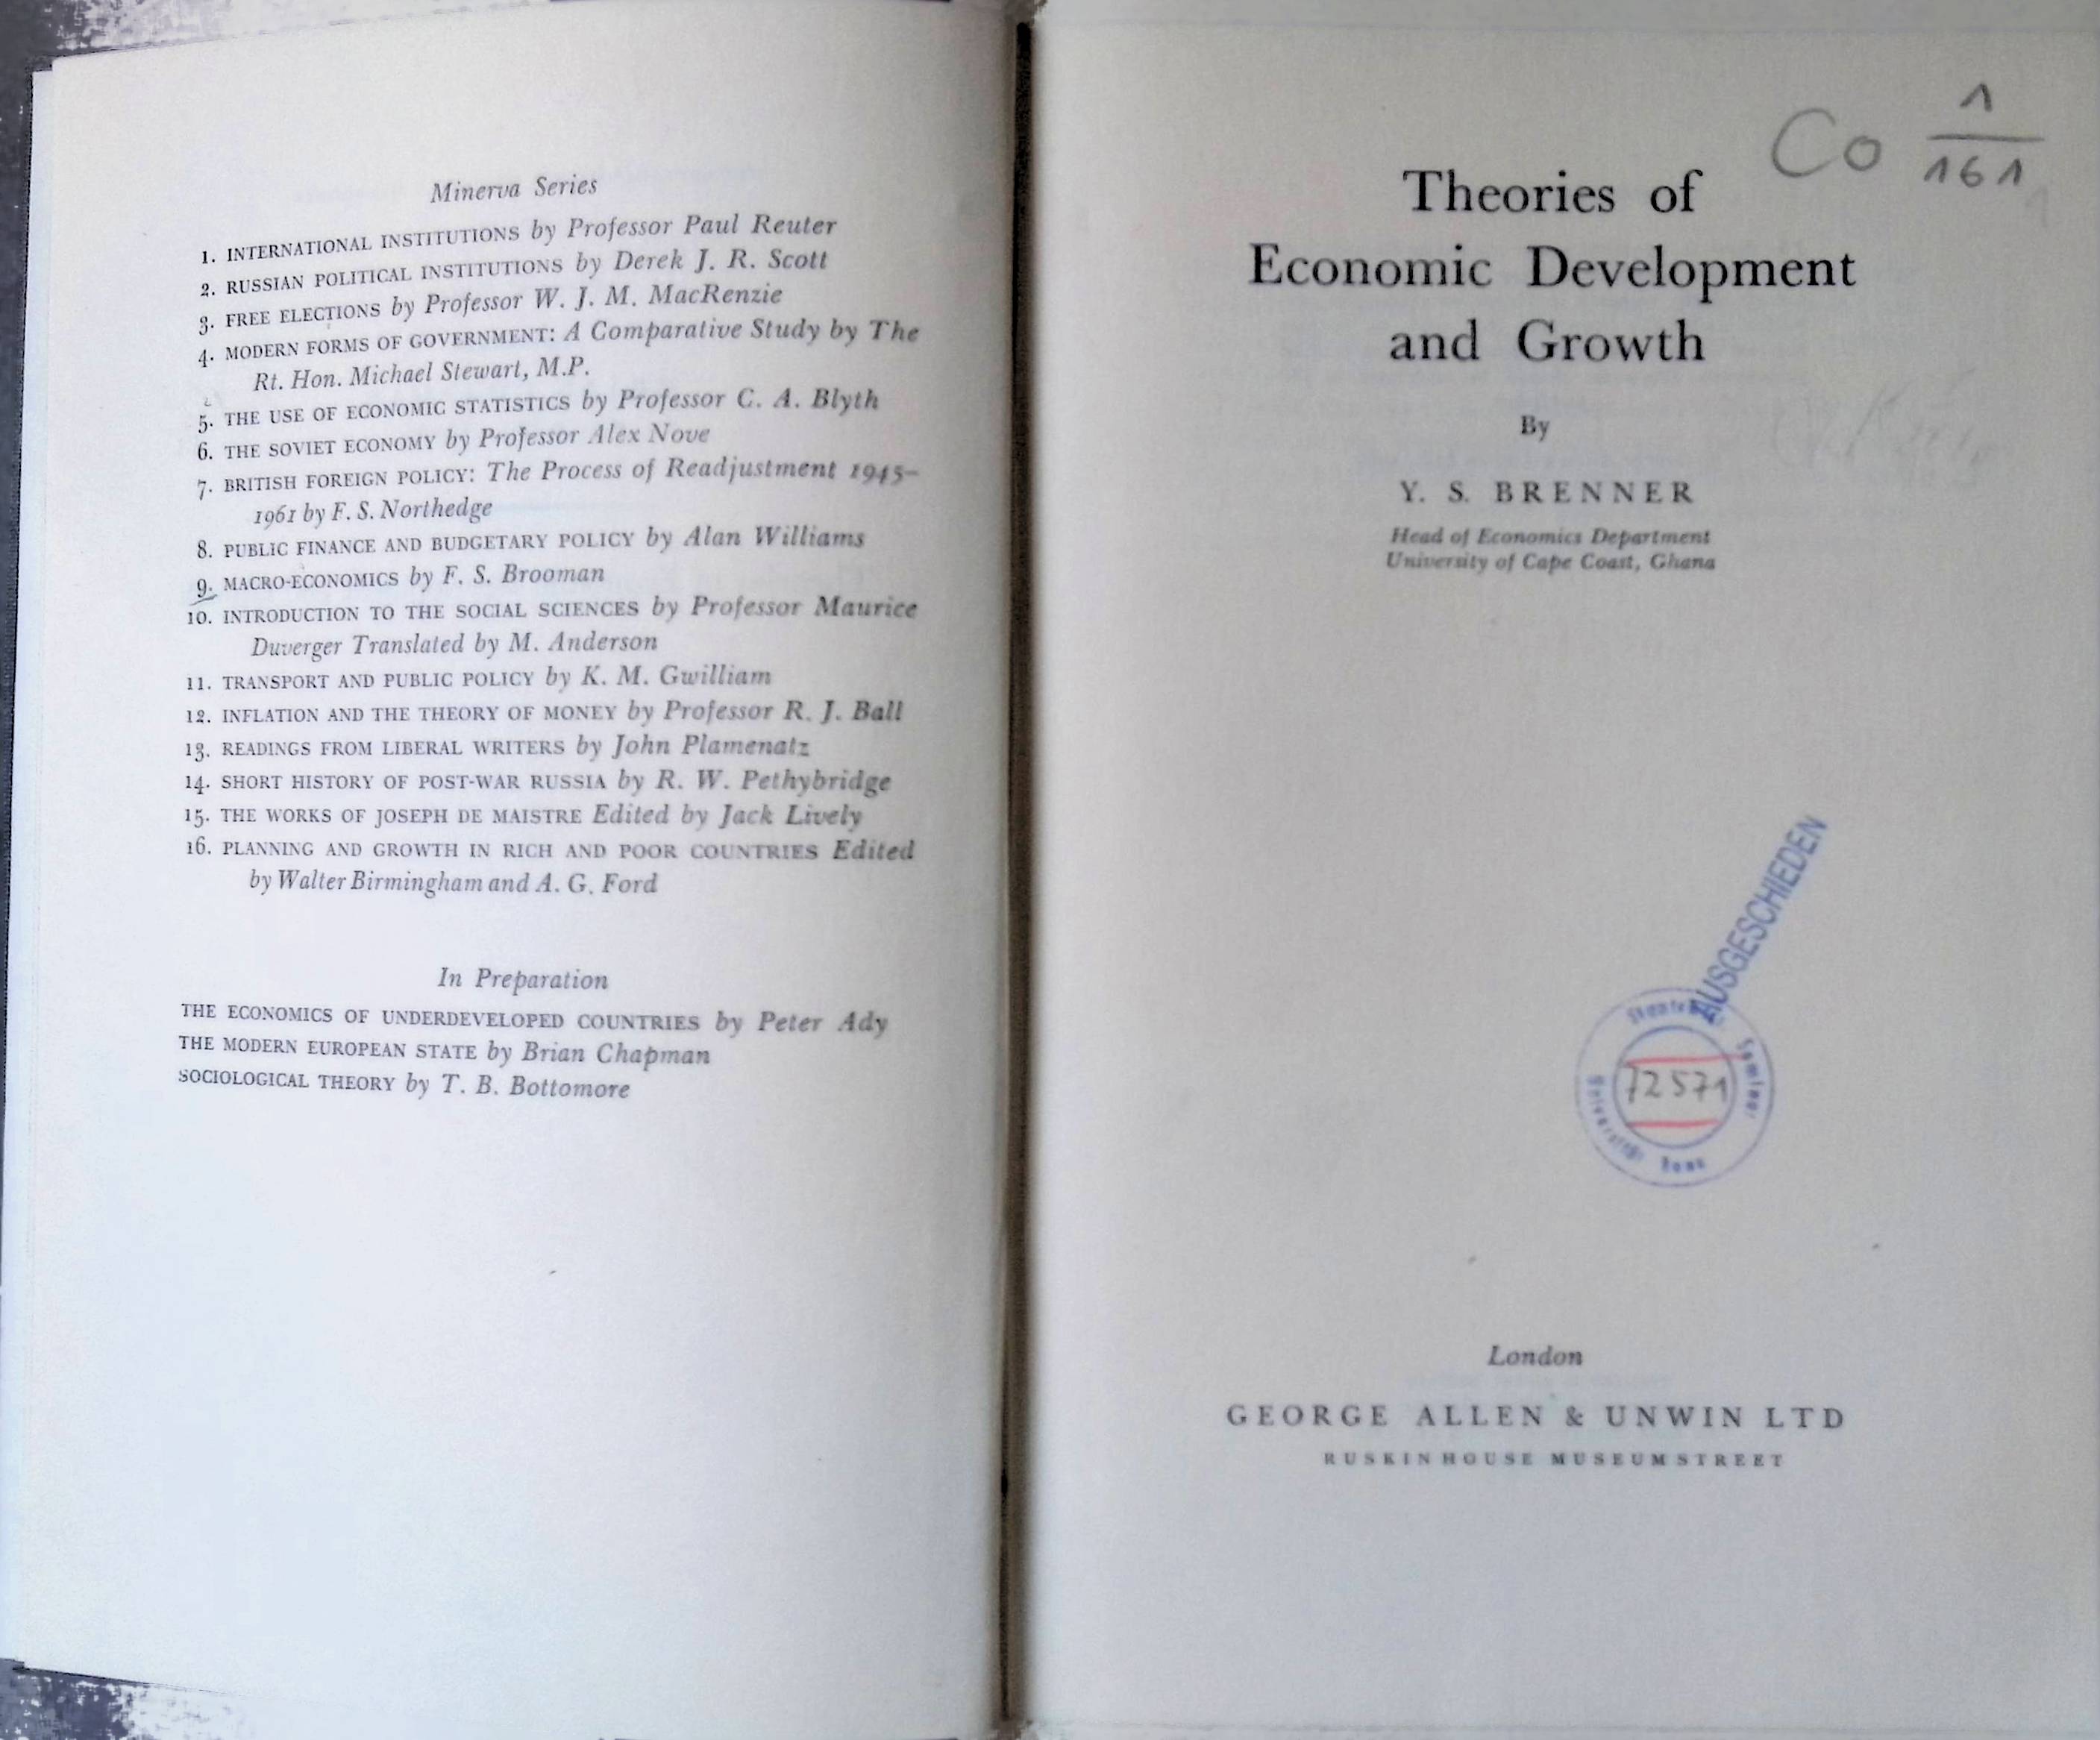 Minerva Series
1. INTERNATIONAL INSTITUTIONS by Professor Paul Reuter
2. RUSSIAN POLITICAL INSTITUTIONS by Derek J. R. Scott
3. FREE ELECTIONS by Professor W. J. M. MacRenzie
4. MODERN FORMS OF GOVERNMENT: A Comparative Study by The
Rt. Hon. Michael Stewart, M.P.
5. THE USE OF ECONOMIC STATISTICS by Professor C. A. Blyth
6. THE SOVIET ECONOMY by Professor Alex Nove
7. BRITISH FOREIGN POLICY: The Process of Readjustment 1945–
1961 by F. S. Northedge
8. PUBLIC FINANCE AND BUDGETARY POLICY by Alan Williams
9. MACRO-ECONOMICS by F. S. Brooman
10. INTRODUCTION TO THE SOCIAL SCIENCES by Professor Maurice
Duverger Translated by M. Anderson
11. TRANSPORT AND PUBLIC POLICY by K. M. Gwilliam
12. INFLATION AND THE THEORY OF MONEY by Professor R. J. Ball
13. READINGS FROM LIBERAL WRITERS by John Plamenatz
14. SHORT HISTORY OF POST-WAR RUSSIA by R. W. Pethybridge
15. THE WORKS OF JOSEPH DE MAISTRE Edited by Jack Lively
16. PLANNING AND GROWTH IN RICH AND POOR COUNTRIES Edited
by Walter Birmingham and A. G. Ford
In Preparation
THE ECONOMICS OF UNDERDEVELOPED COUNTRIES by Peter Ady
THE MODERN EUROPEAN STATE by Brian Chapman
SOCIOLOGICAL THEORY by T. B. Bottomore
Co 1
161
Theories of
Economic Development
and Growth
By
Y. S. BRENNER
Head of Economics Department
University of Cape Coast, Ghana
AUSGESCHIEDEN
Seminar
72571
Universität Bonn
London
GEORGE ALLEN & UNWIN LTD
RUSKIN HOUSE MUSEUM STREET